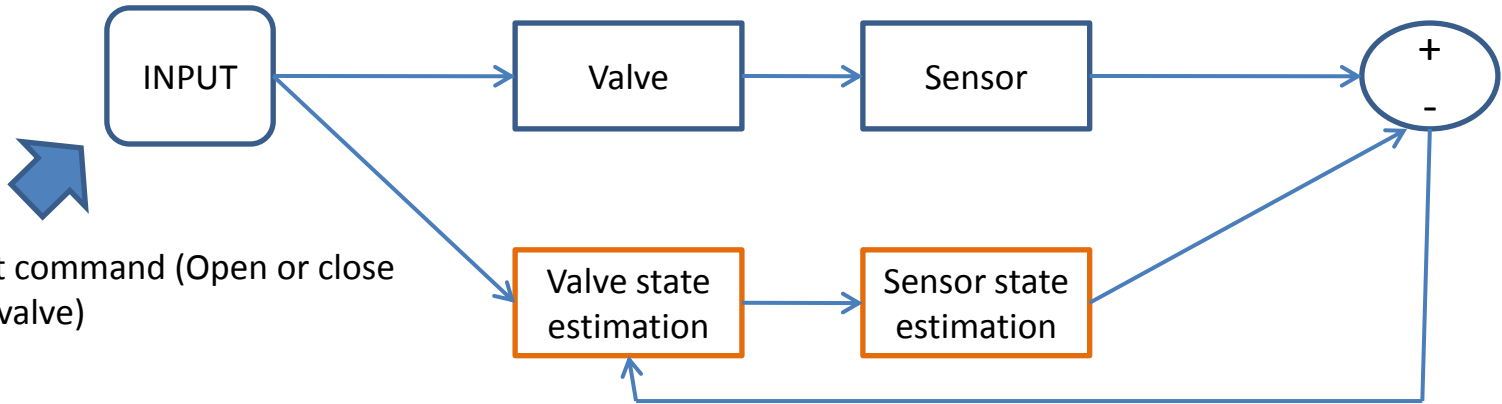 INPUT
Valve
Sensor
+
-
command (Open or close
valve)
Valve state
estimation
Sensor state
estimation